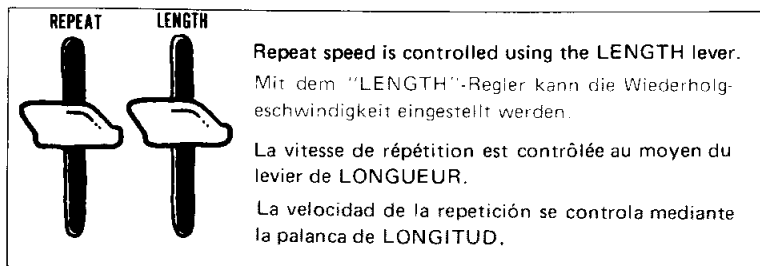 REPEAT LENGTH
Repeat speed is controlled using the LENGTH lever.
Mit dem "LENGTH"-Regler kann die Wiederholg-
eschwindigkeit eingestellt werden.
La vitesse de répétition est contrôlée au moyen du
levier de LONGUEUR.
La velocidad de la repetición se controla mediante
la palanca de LONGITUD.